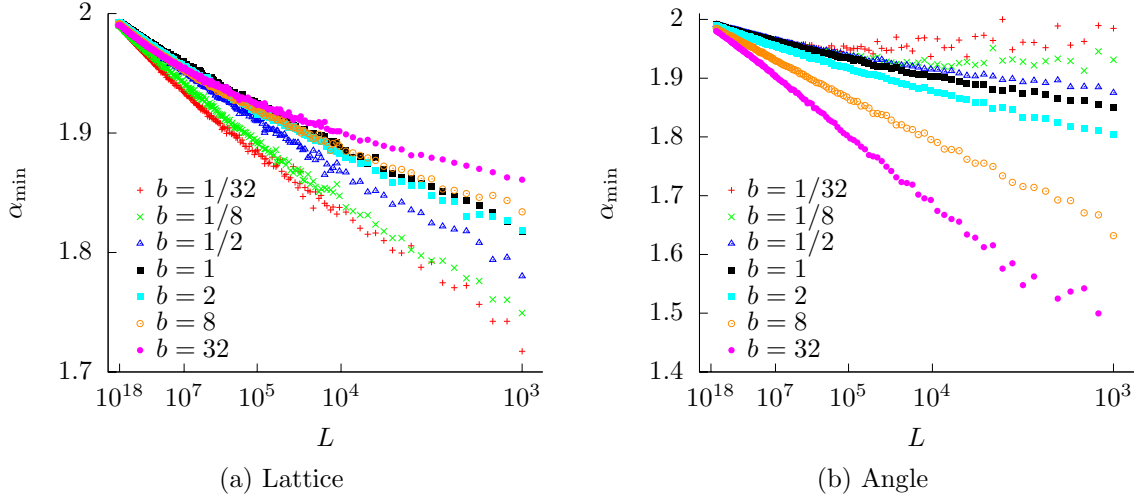 2
1.9
1.8
1.7
α_min
b = 1/32
b = 1/8
b = 1/2
b = 1
b = 2
b = 8
b = 32
10^18 10^7 10^5 10^4 10^3
L
(a) Lattice
2
1.9
1.8
1.7
1.6
1.5
1.4
α_min
b = 1/32
b = 1/8
b = 1/2
b = 1
b = 2
b = 8
b = 32
10^18 10^7 10^5 10^4 10^3
L
(b) Angle